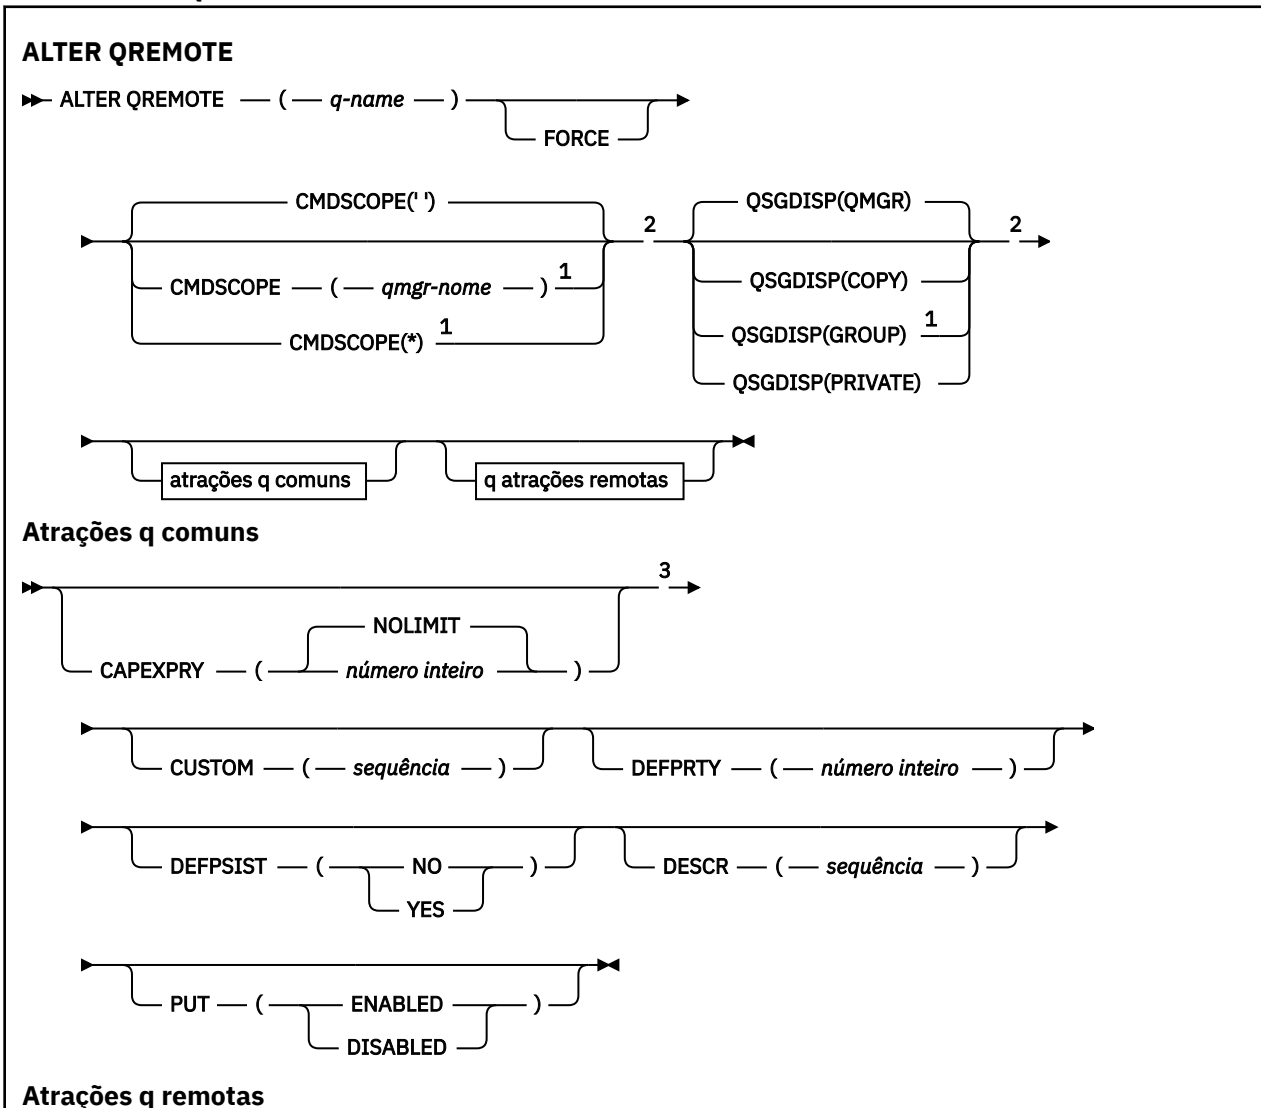 ALTER QREMOTE
ALTER QREMOTE ( q-name )
FORCE
CMDSCOPE(' ')
2
CMDSCOPE ( qmgr-nome ) 1
CMDSCOPE(*) 1
QSGDISP(QMGR)
2
QSGDISP(COPY)
QSGDISP(GROUP) 1
QSGDISP(PRIVATE)
atrações q comuns
q atrações remotas
Atrações q comuns
3
CAPEXPRY ( NOLIMIT
número inteiro )
CUSTOM ( sequência )
DEFPRTY ( número inteiro )
DEFPSIST ( NO )
YES
DESCR ( sequência )
PUT ( ENABLED )
DISABLED
Atrações q remotas